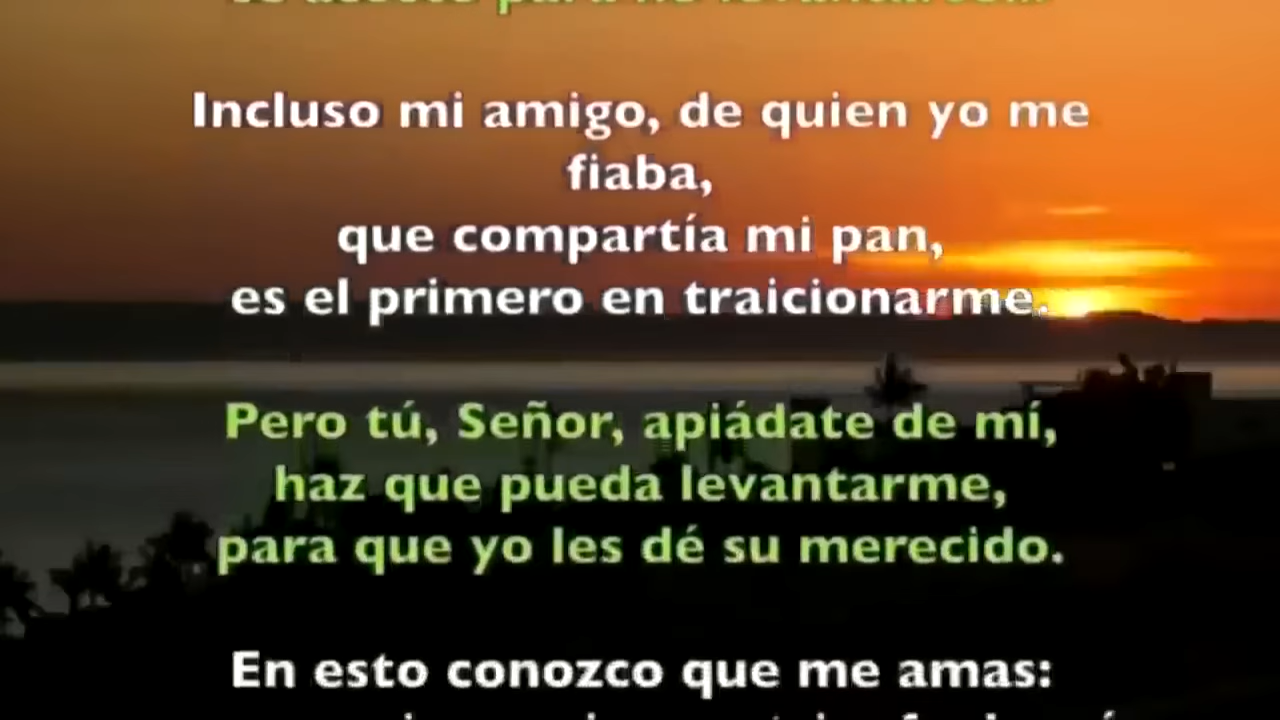 Incluso mi amigo, de quien yo me
fiaba,
que compartía mi pan,
es el primero en traicionarme.
Pero tú, Señor, apiádate de mí,
haz que pueda levantarme,
para que yo les dé su merecido.
En esto conozco que me amas: